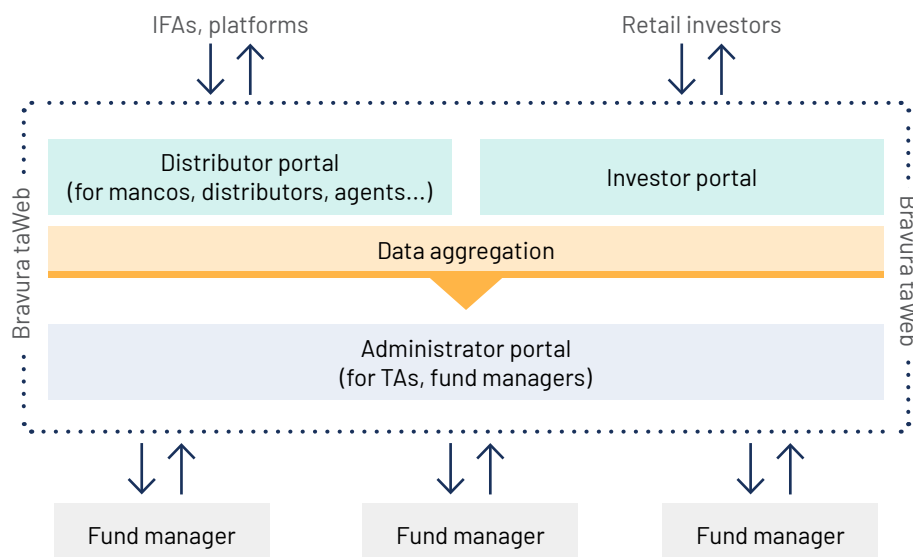 IFAs, platforms
Retail investors
Bravura taWeb
Distributor portal
(for mancos, distributors, agents...)
Investor portal
Bravura taWeb
Data aggregation
Administrator portal
(for TAs, fund managers)
Fund manager
Fund manager
Fund manager